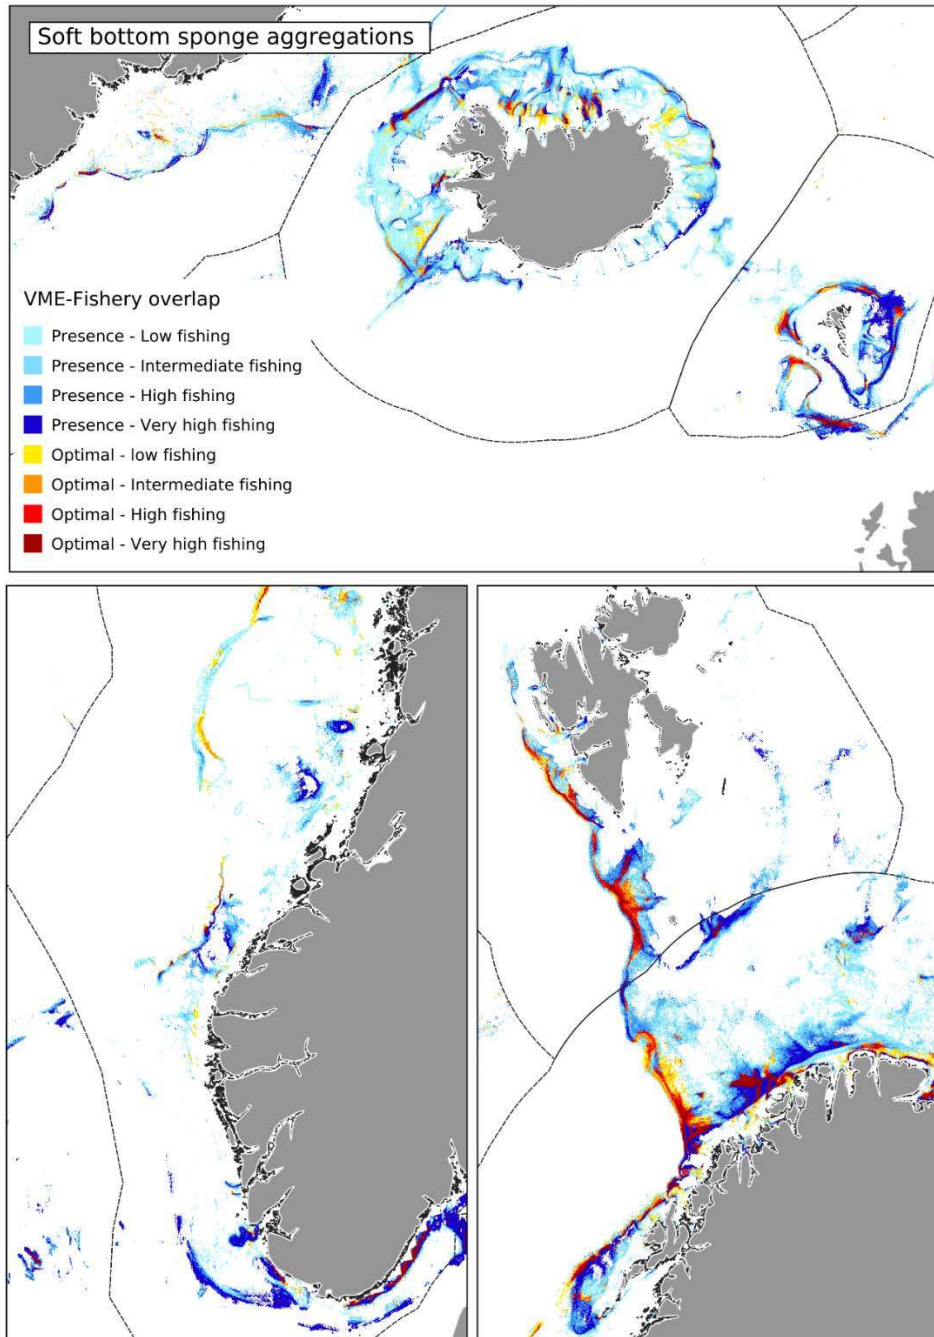 Soft bottom sponge aggregations
VME-Fishery overlap
Presence - Low fishing
Presence - Intermediate fishing
Presence - High fishing
Presence - Very high fishing
Optimal - low fishing
Optimal - Intermediate fishing
Optimal - High fishing
Optimal - Very high fishing